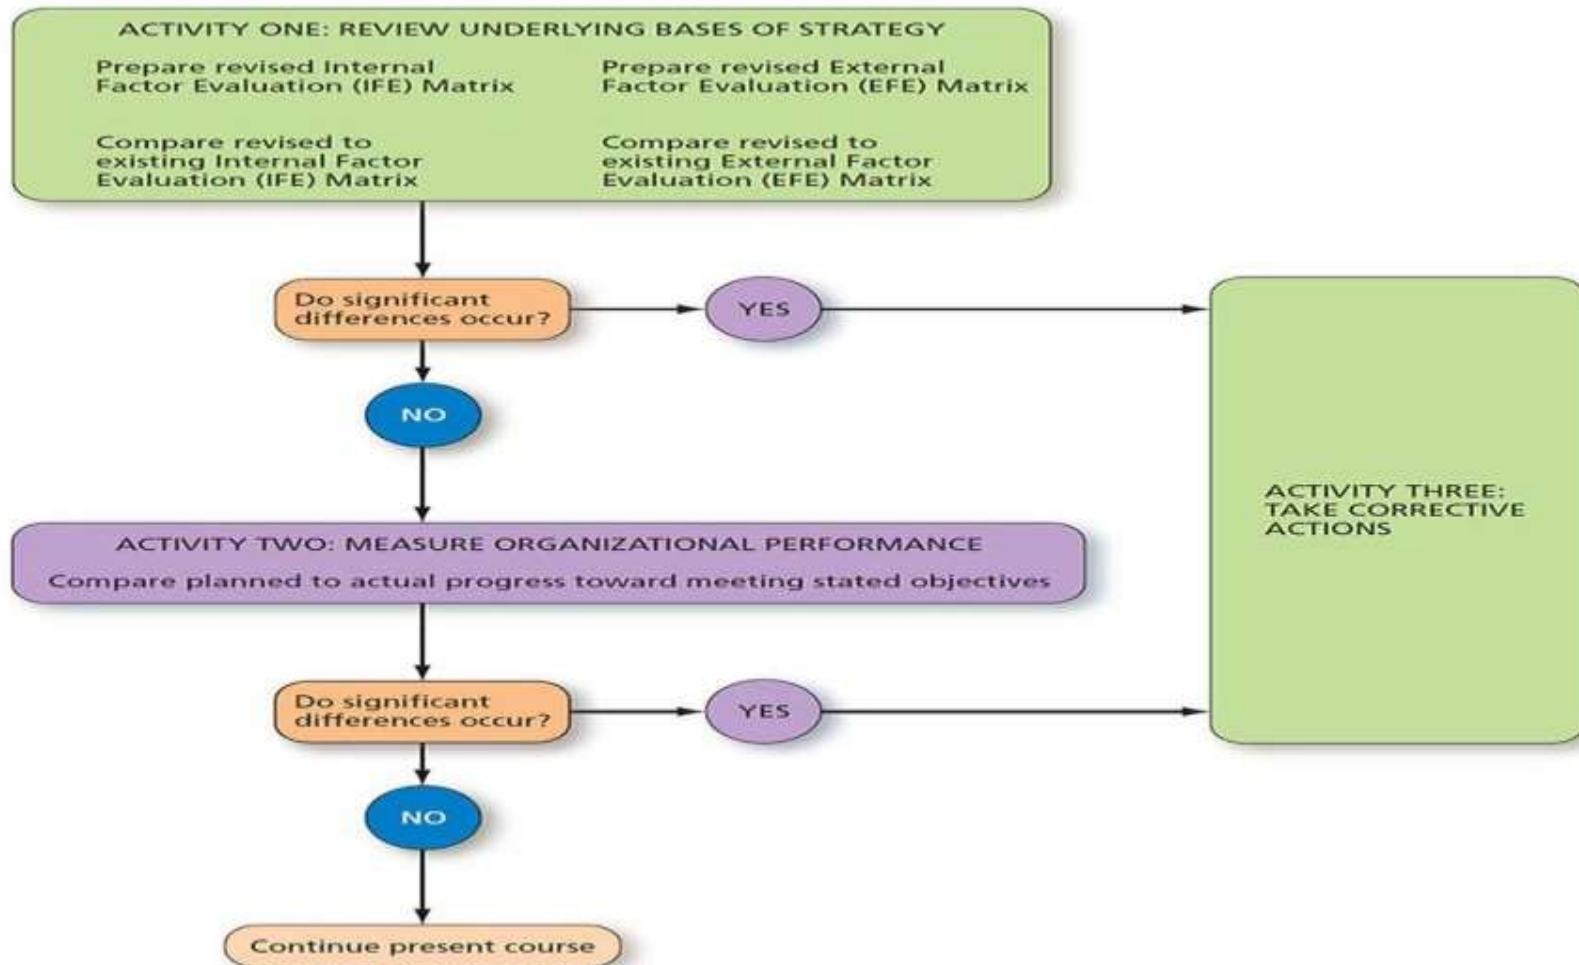 ACTIVITY ONE: REVIEW UNDERLYING BASES OF STRATEGY
Prepare revised Internal
Factor Evaluation (IFE) Matrix
Prepare revised External
Factor Evaluation (EFE) Matrix
Compare revised to
existing Internal Factor
Evaluation (IFE) Matrix
Compare revised to
existing External Factor
Evaluation (EFE) Matrix
Do significant
differences occur?
YES
NO
ACTIVITY THREE:
TAKE CORRECTIVE
ACTIONS
ACTIVITY TWO: MEASURE ORGANIZATIONAL PERFORMANCE
Compare planned to actual progress toward meeting stated objectives
Do significant
differences occur?
YES
NO
Continue present course